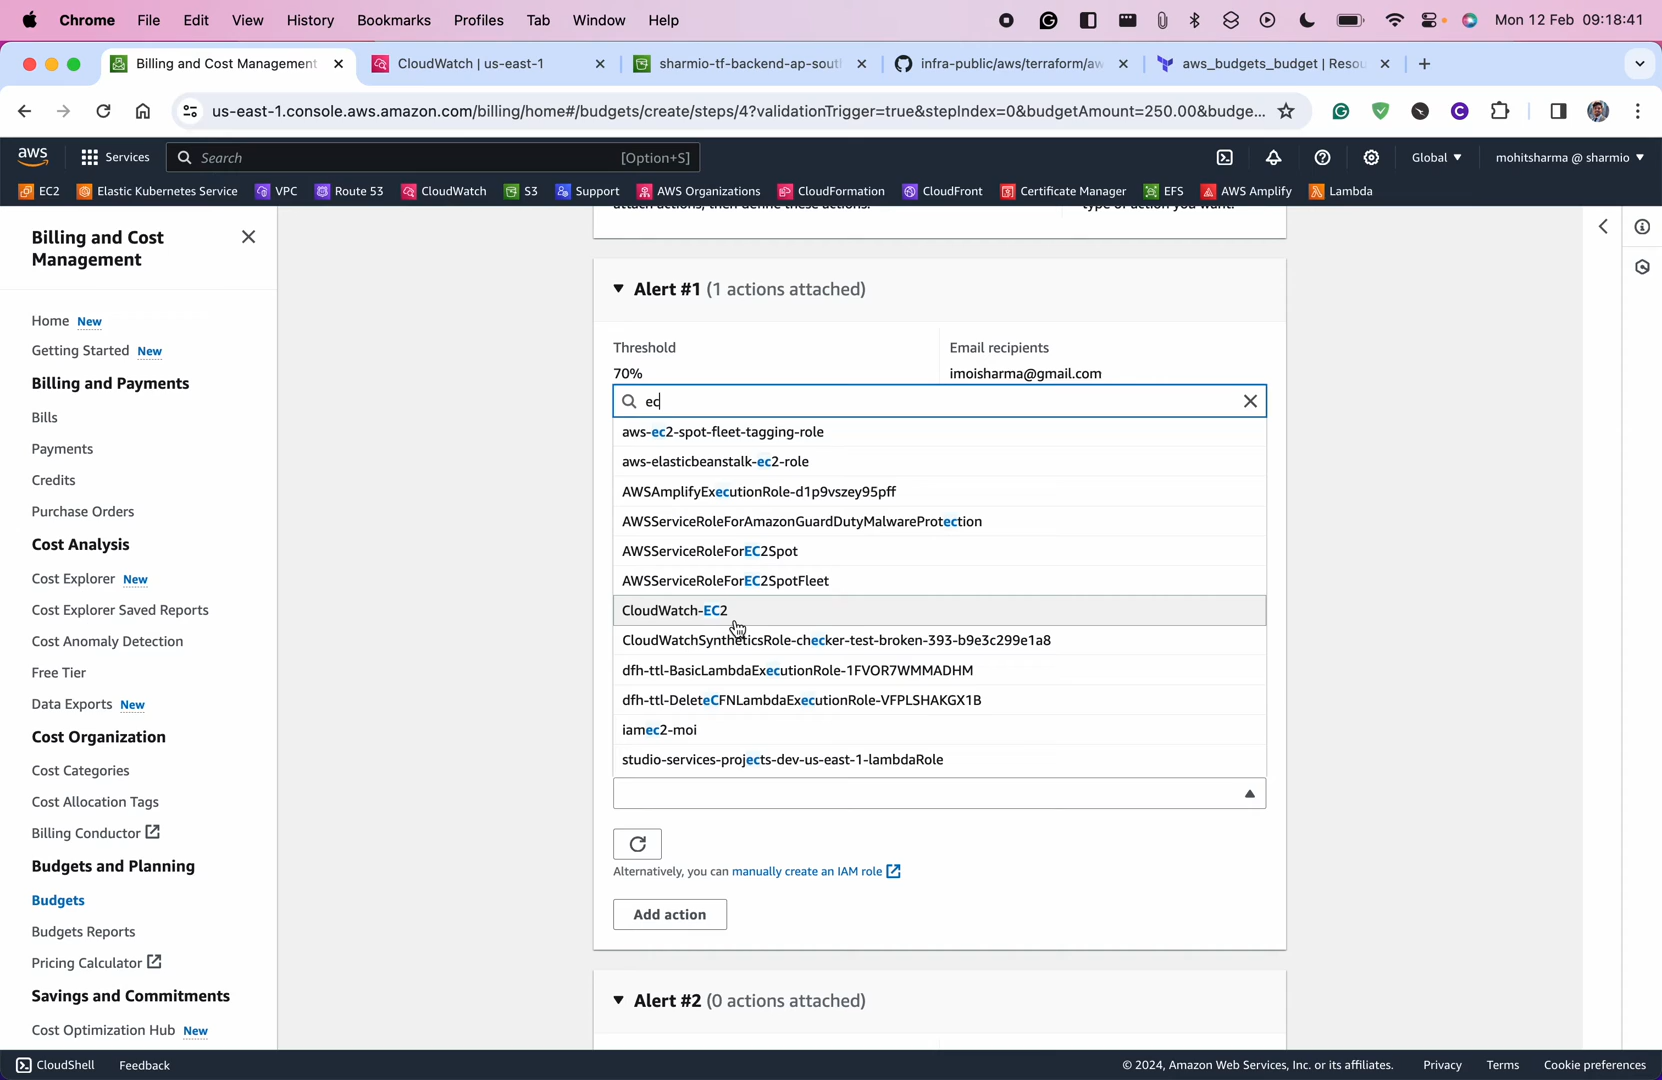 Chrome File Edit View History Bookmarks Profiles Tab Window Help Mon 12 Feb 09:18:41
Billing and Cost Management CloudWatch | us-east-1 sharmio-tf-backend-ap-sout infra-public/aws/terraform/aw aws_budgets_budget | Resou
us-east-1.console.aws.amazon.com/billing/home#/budgets/create/steps/4?validationTrigger=true&stepIndex=0&budgetAmount=250.00&budge...
aws Services Search [Option+S] Global mohitsharma @ sharmio
EC2 Elastic Kubernetes Service VPC Route 53 CloudWatch S3 Support AWS Organizations CloudFormation CloudFront Certificate Manager EFS AWS Amplify Lambda
attach actions, then define these actions. type of action you want.
Billing and Cost
Management
Home New
Getting Started New
Billing and Payments
Bills
Payments
Credits
Purchase Orders
Cost Analysis
Cost Explorer New
Cost Explorer Saved Reports
Cost Anomaly Detection
Free Tier
Data Exports New
Cost Organization
Cost Categories
Cost Allocation Tags
Billing Conductor
Budgets and Planning
Budgets
Budgets Reports
Pricing Calculator
Savings and Commitments
Cost Optimization Hub New
Alert #1 (1 actions attached)
Threshold
70%
Email recipients
imoisharma@gmail.com
ec
aws-ec2-spot-fleet-tagging-role
aws-elasticbeanstalk-ec2-role
AWSAmplifyExecutionRole-d1p9vszey95pff
AWSServiceRoleForAmazonGuardDutyMalwareProtection
AWSServiceRoleForEC2Spot
AWSServiceRoleForEC2SpotFleet
CloudWatch-EC2
CloudWatchSyntheticsRole-checker-test-broken-393-b9e3c299e1a8
dfh-ttl-BasicLambdaExecutionRole-1FVOR7WMMADHM
dfh-ttl-DeleteCFNLambdaExecutionRole-VFPLSHAKGX1B
iamec2-moi
studio-services-projects-dev-us-east-1-lambdaRole
Alternatively, you can manually create an IAM role
Add action
Alert #2 (0 actions attached)
CloudShell Feedback © 2024, Amazon Web Services, Inc. or its affiliates. Privacy Terms Cookie preferences